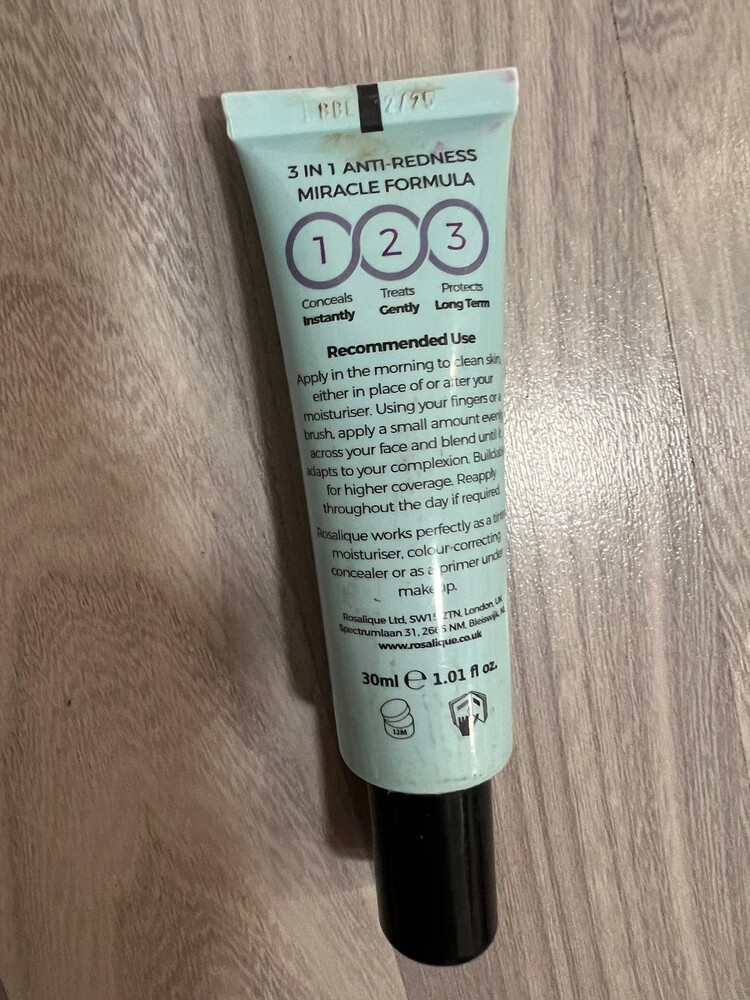 3 IN 1 ANTI-REDNESS
MIRACLE FORMULA
1 2 3
Conceals Treats Protects
Instantly Gently Long Term
Recommended Use
Apply in the morning to clean skin,
either in place of or after your
moisturiser. Using your fingers or a
brush, apply a small amount evenly
across your face and blend until it
adapts to your complexion.
for higher coverage. Reapply
throughout the day if required.
Rosalique works perfectly as a
moisturiser, colour-correcting
concealer or as a primer under
makeup.
Rosalique Ltd, London, UK
Spectrumlaan 31, NM, Bleiswijk, NL
www.rosalique.co.uk
30ml ℮ 1.01 fl oz.
12M